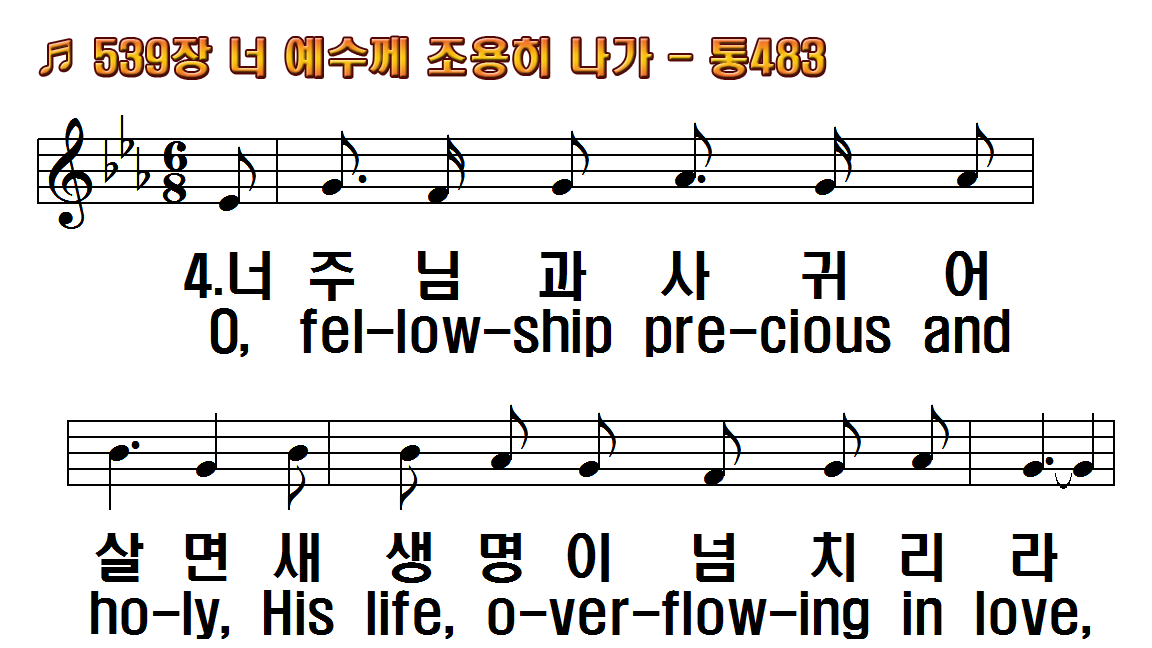 ♬ 539장 너 예수께 조용히 나가 - 통483
6
8
4.너 주 님 과 사 귀 어
O, fel-low-ship pre-cious and
살 면 새 생 명 이 넘 치 리 라
ho-ly, His life, o-ver-flow-ing in love,